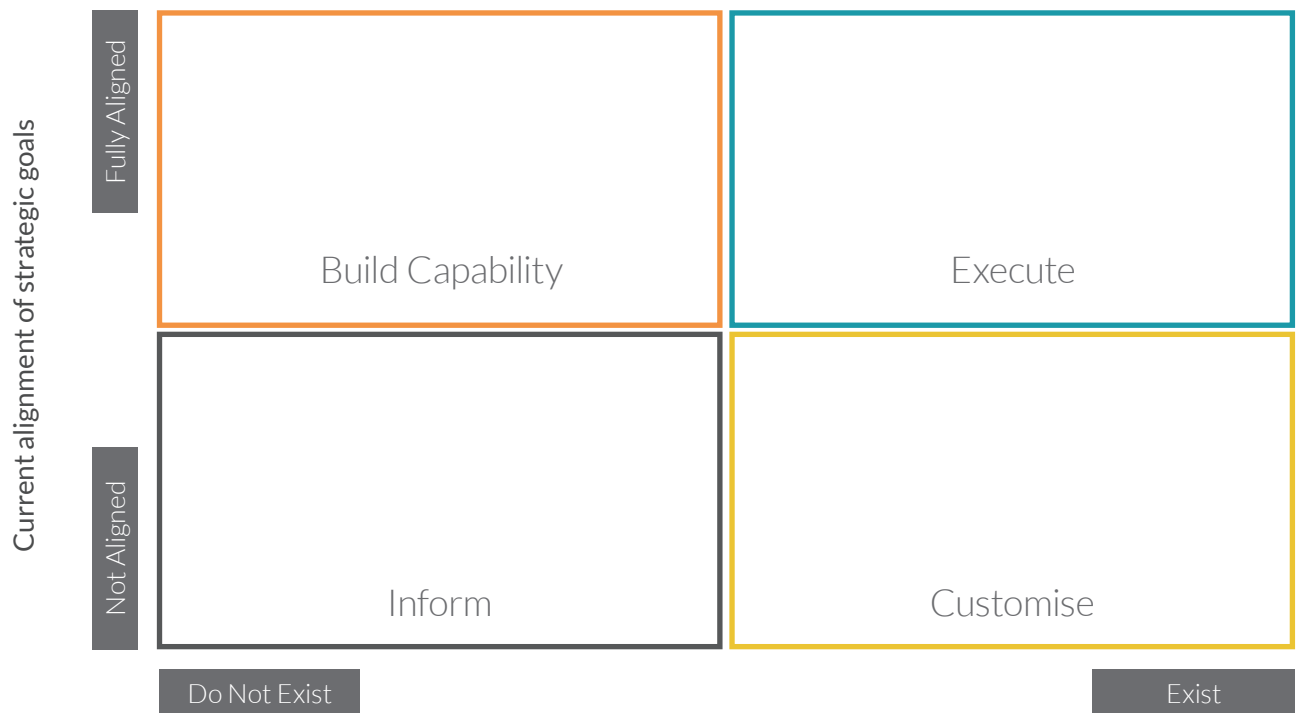 Current alignment of strategic goals
Fully Aligned
Not Aligned
Build Capability
Execute
Inform
Customise
Do Not Exist
Exist